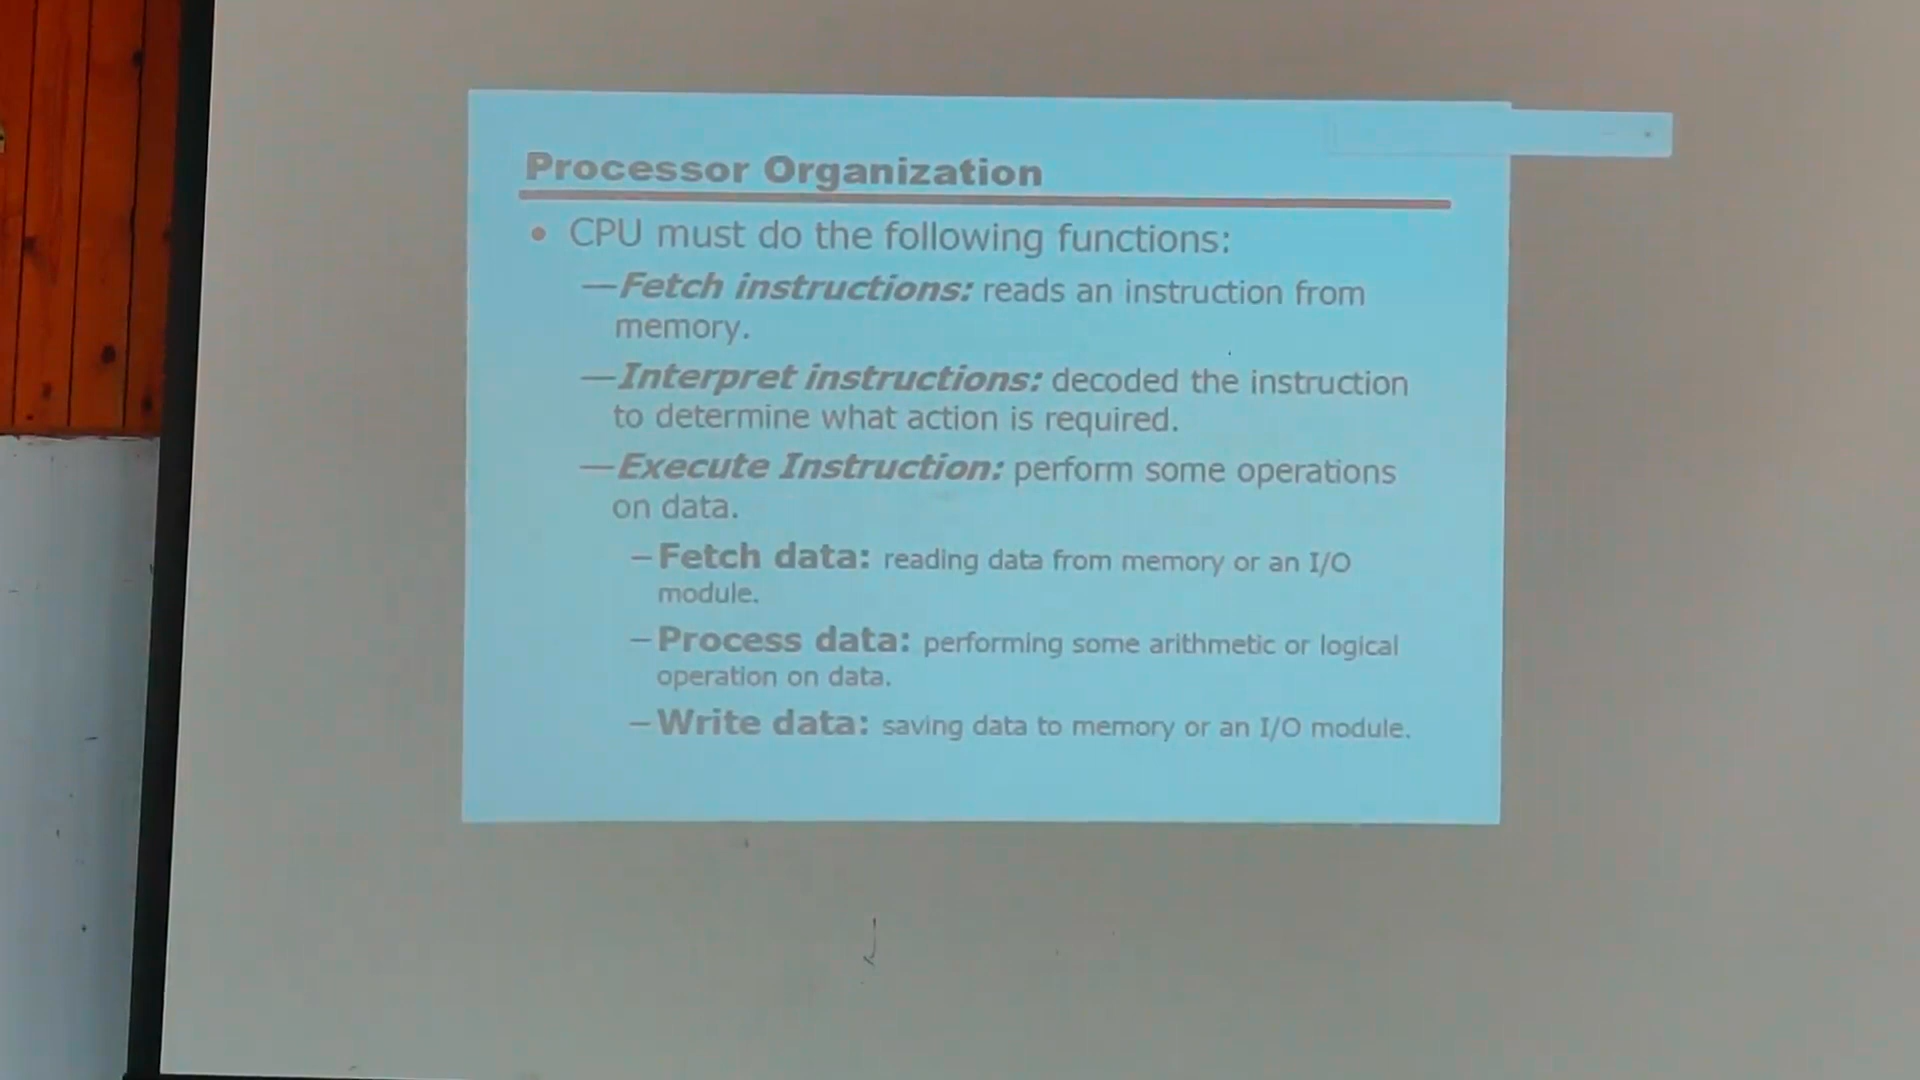 Processor Organization
• CPU must do the following functions:
—Fetch instructions: reads an instruction from
memory.
—Interpret instructions: decoded the instruction
to determine what action is required.
—Execute Instruction: perform some operations
on data.
–Fetch data: reading data from memory or an I/O
module.
–Process data: performing some arithmetic or logical
operation on data.
–Write data: saving data to memory or an I/O module.